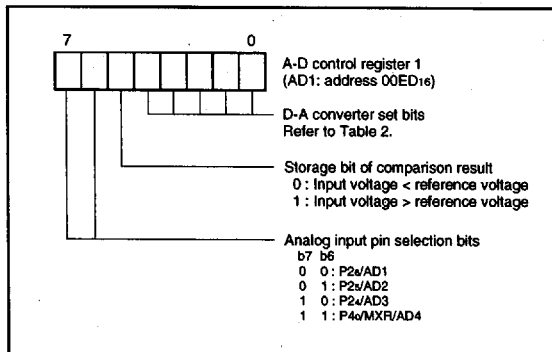 7 0
A-D control register 1
(AD1: address 00ED16)
D-A converter set bits
Refer to Table 2.
Storage bit of comparison result
0 : Input voltage < reference voltage
1 : Input voltage > reference voltage
Analog input pin selection bits
b7 b6
0 0 : P26/AD1
0 1 : P25/AD2
1 0 : P24/AD3
1 1 : P40/MXR/AD4